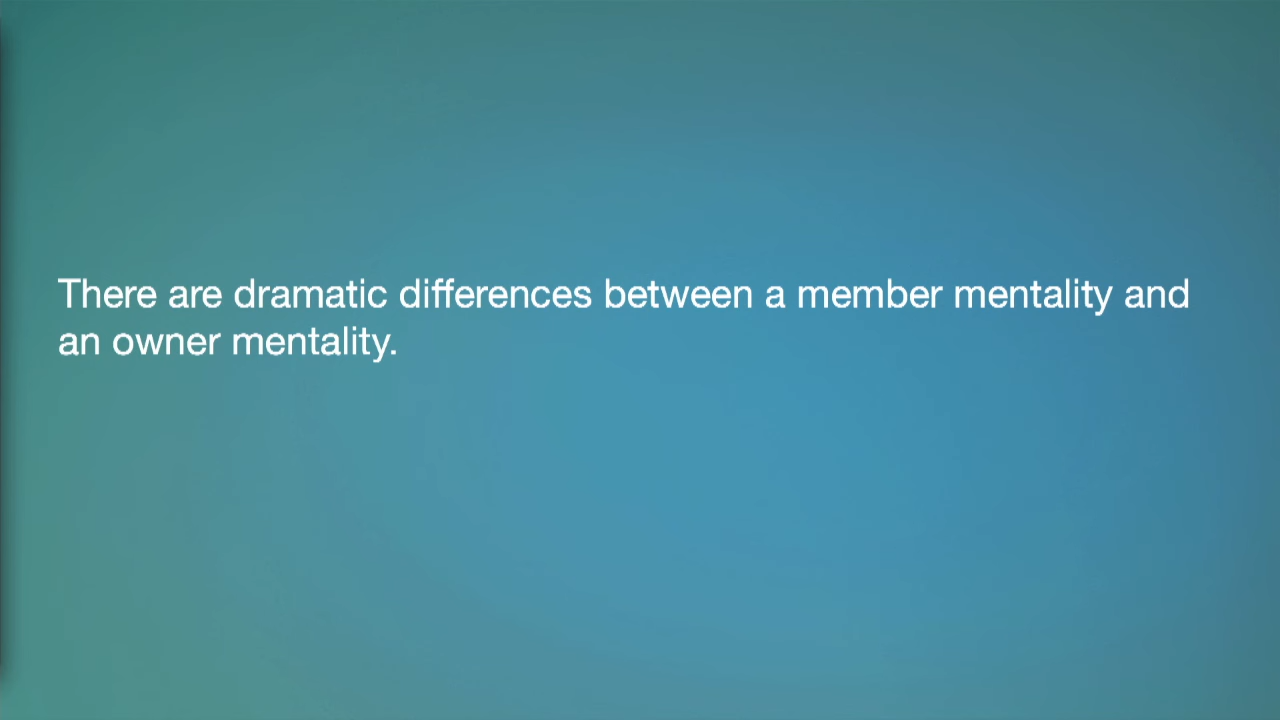 There are dramatic differences between a member mentality and
an owner mentality.